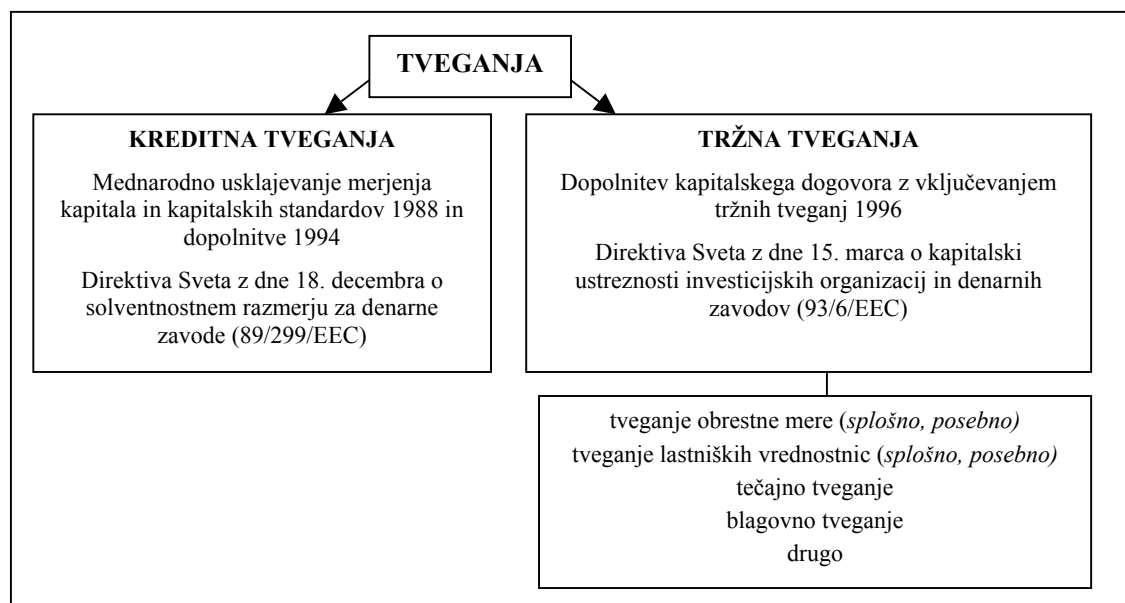 TVEGANJA
KREDITNA TVEGANJA
Mednarodno usklajevanje merjenja
kapitala in kapitalskih standardov 1988 in
dopolnitve 1994
Direktiva Sveta z dne 18. decembra o
solventnostnem razmerju za denarne
zavode (89/299/EEC)
TRŽNA TVEGANJA
Dopolnitev kapitalskega dogovora z vključevanjem
tržnih tveganj 1996
Direktiva Sveta z dne 15. marca o kapitalski
ustreznosti investicijskih organizacij in denarnih
zavodov (93/6/EEC)
tveganje obrestne mere (splošno, posebno)
tveganje lastniških vrednostnic (splošno, posebno)
tečajno tveganje
blagovno tveganje
drugo